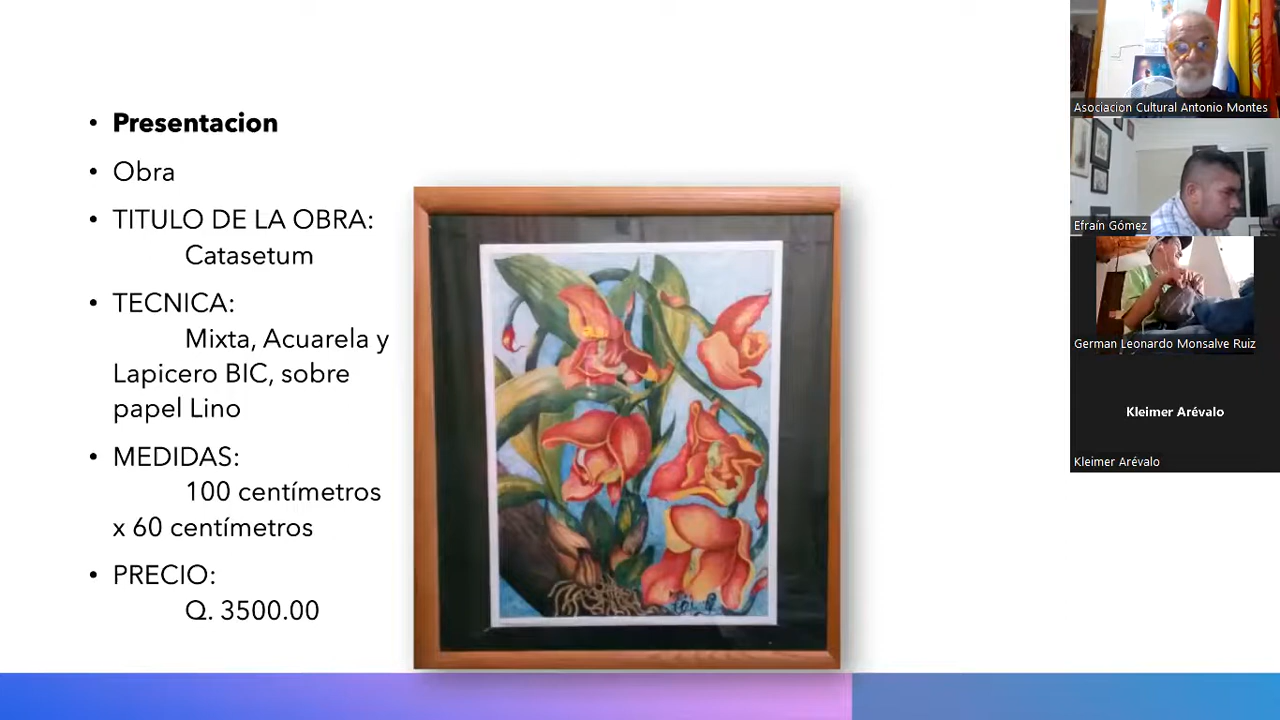 • Presentacion
• Obra
• TITULO DE LA OBRA:
Catasetum
• TECNICA:
Mixta, Acuarela y
Lapicero BIC, sobre
papel Lino
• MEDIDAS:
100 centímetros
x 60 centímetros
• PRECIO:
Q. 3500.00
Asociacion Cultural Antonio Montes
Efraín Gómez
German Leonardo Monsalve Ruiz
Kleimer Arévalo
Kleimer Arévalo